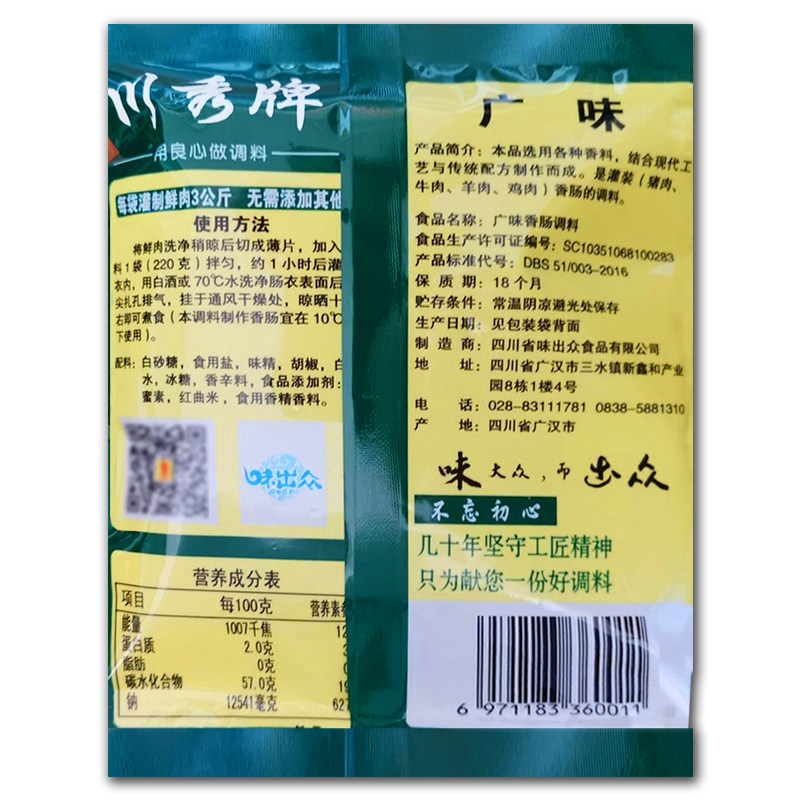 川秀牌
用良心做调料
每袋灌制鲜肉3公斤 无需添加其他
使用方法
将鲜肉洗净稍晾后切成薄片，加入
料1袋（220克）拌匀，约1小时后灌
衣内，用白酒或70℃水洗净肠衣表面后
尖扎孔排气，挂于通风干燥处，晾晒十
右即可煮食（本调料制作香肠宜在10℃
下使用）。
配料：白砂糖，食用盐，味精，胡椒，白
水，冰糖，香辛料，食品添加剂：
蜜素，红曲米，食用香精香料。
味出众
营养成分表
项目 每100克 营养素参
能量 1007千焦 12
蛋白质 2.0克 3
脂肪 0克 0
碳水化合物 57.0克 19
钠 12541毫克 627
广味
产品简介：本品选用各种香料，结合现代工
艺与传统配方制作而成。是灌装（猪肉、
牛肉、羊肉、鸡肉）香肠的调料。
食品名称：广味香肠调料
食品生产许可证编号：SC10351068100283
产品标准代号：DBS 51/003-2016
保质期：18个月
贮存条件：常温阴凉避光处保存
生产日期：见包装袋背面
制造商：四川省味出众食品有限公司
地址：四川省广汉市三水镇新鑫和产业
园8栋1楼4号
电话：028-83111781 0838-5881310
产地：四川省广汉市
味大众，而出众
不忘初心
几十年坚守工匠精神
只为献您一份好调料
6 971183 360011